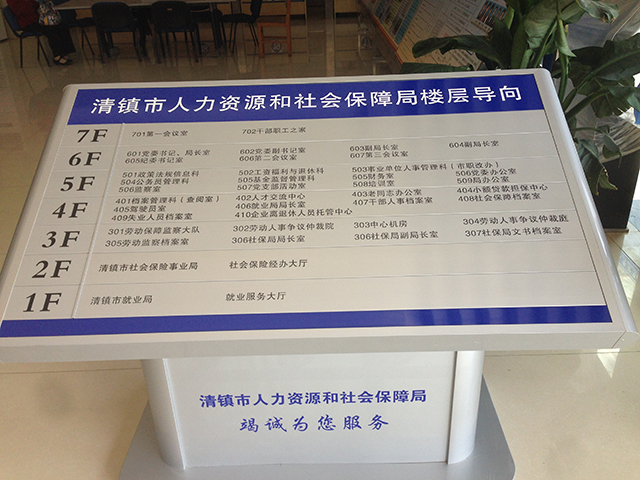 清镇市人力资源和社会保障局楼层导向
7F 701第一会议室 702干部职工之家
6F 601党委书记、局长室 602党委副书记室 603副局长室 604副局长室
605纪委书记室 606第二会议室 607第三会议室
5F 501政策法规信息科 502工资福利与退休科 503事业单位人事管理科（市职改办）
504公务员管理科 505基金监督管理科 505财务室 506党委办公室
506监察室 507党支部活动室 508培训室 509局办公室
4F 401档案管理科（查阅室） 402人才交流中心 403老同志办公室 404小额贷款担保中心
405驾驶员室 406就业局局长室 407干部人事档案室 408社会保障档案室
409失业人员档案室 410企业离退休人员托管中心
3F 301劳动保障监察大队 302劳动人事争议仲裁院 303中心机房 304劳动人事争议仲裁庭
305劳动监察档案室 306社保局局长室 306社保局副局长室 307社保局文书档案室
2F 清镇市社会保险事业局 社会保险经办大厅
1F 清镇市就业局 就业服务大厅
清镇市人力资源和社会保障局
竭诚为您服务